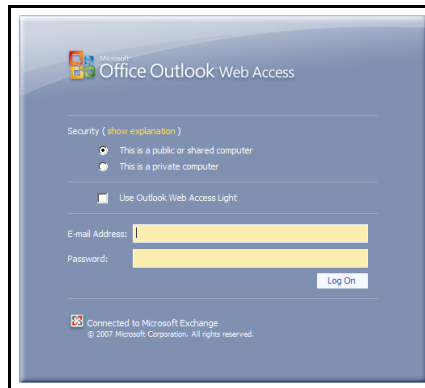 Microsoft
Office Outlook Web Access
Security ( show explanation )
This is a public or shared computer
This is a private computer
Use Outlook Web Access Light
E-mail Address:
Password:
Log On
Connected to Microsoft Exchange
© 2007 Microsoft Corporation. All rights reserved.